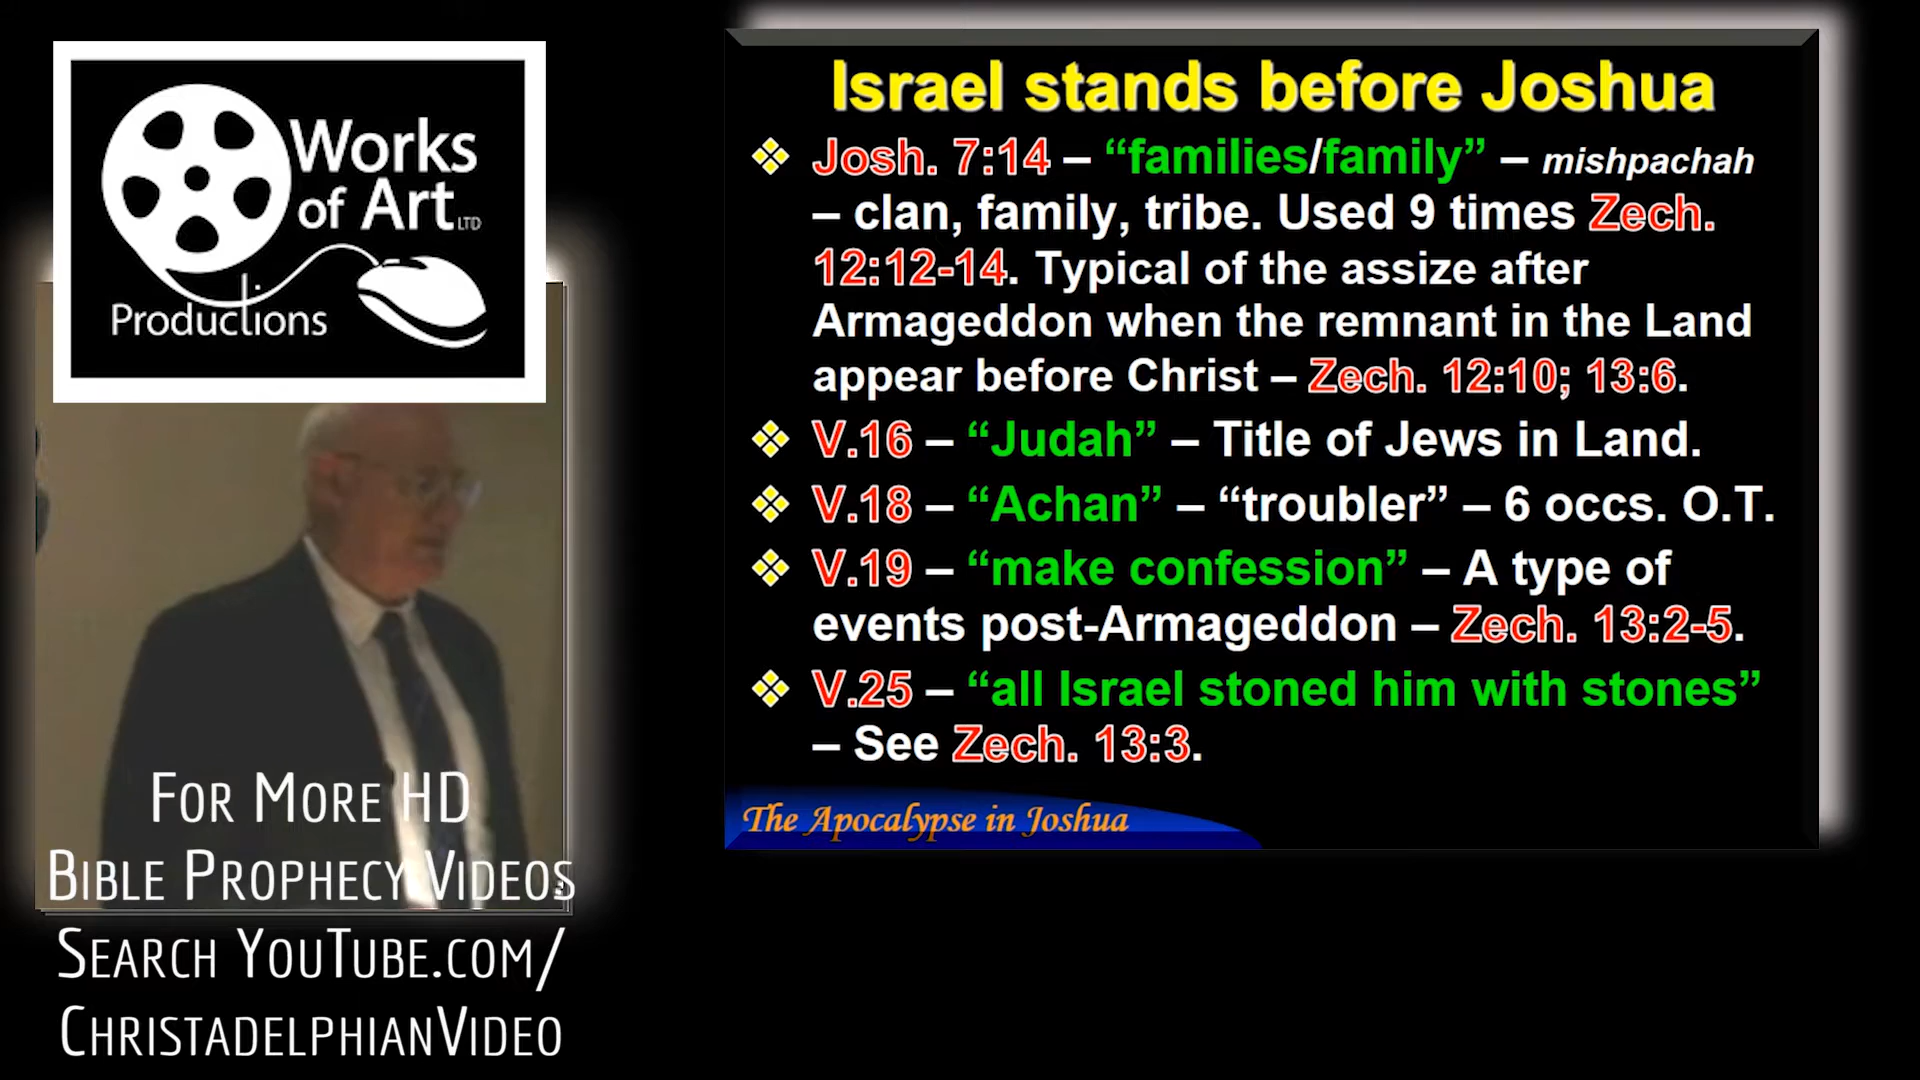 Works
of Art LTD
Productions
FOR MORE HD
BIBLE PROPHECY VIDEOS
SEARCH YOUTUBE.COM/
CHRISTADELPHIANVIDEO
Israel stands before Joshua
❖ Josh. 7:14 – “families/family” – mishpachah
– clan, family, tribe. Used 9 times Zech.
12:12-14. Typical of the assize after
Armageddon when the remnant in the Land
appear before Christ – Zech. 12:10; 13:6.
❖ V.16 – “Judah” – Title of Jews in Land.
❖ V.18 – “Achan” – “troubler” – 6 occs. O.T.
❖ V.19 – “make confession” – A type of
events post-Armageddon – Zech. 13:2-5.
❖ V.25 – “all Israel stoned him with stones”
– See Zech. 13:3.
The Apocalypse in Joshua